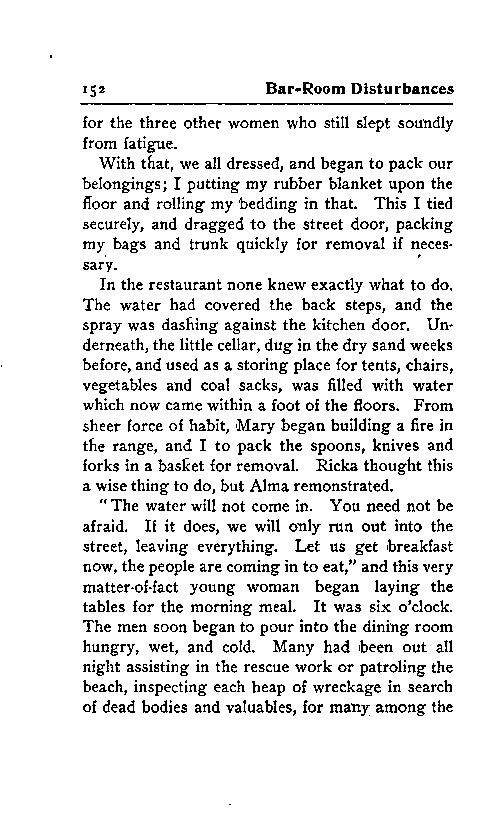 152 Bar-Room Disturbances
for the three other women who still slept soundly
from fatigue.
With that, we all dressed, and began to pack our
belongings; I putting my rubber blanket upon the
floor and rolling my bedding in that. This I tied
securely, and dragged to the street door, packing
my bags and trunk quickly for removal if neces-
sary.
In the restaurant none knew exactly what to do.
The water had covered the back steps, and the
spray was dashing against the kitchen door. Un-
derneath, the little cellar, dug in the dry sand weeks
before, and used as a storing place for tents, chairs,
vegetables and coal sacks, was filled with water
which now came within a foot of the floors. From
sheer force of habit, Mary began building a fire in
the range, and I to pack the spoons, knives and
forks in a basket for removal. Ricka thought this
a wise thing to do, but Alma remonstrated.
"The water will not come in. You need not be
afraid. If it does, we will only run out into the
street, leaving everything. Let us get breakfast
now, the people are coming in to eat," and this very
matter-of-fact young woman began laying the
tables for the morning meal. It was six o'clock.
The men soon began to pour into the dining room
hungry, wet, and cold. Many had been out all
night assisting in the rescue work or patroling the
beach, inspecting each heap of wreckage in search
of dead bodies and valuables, for many among the